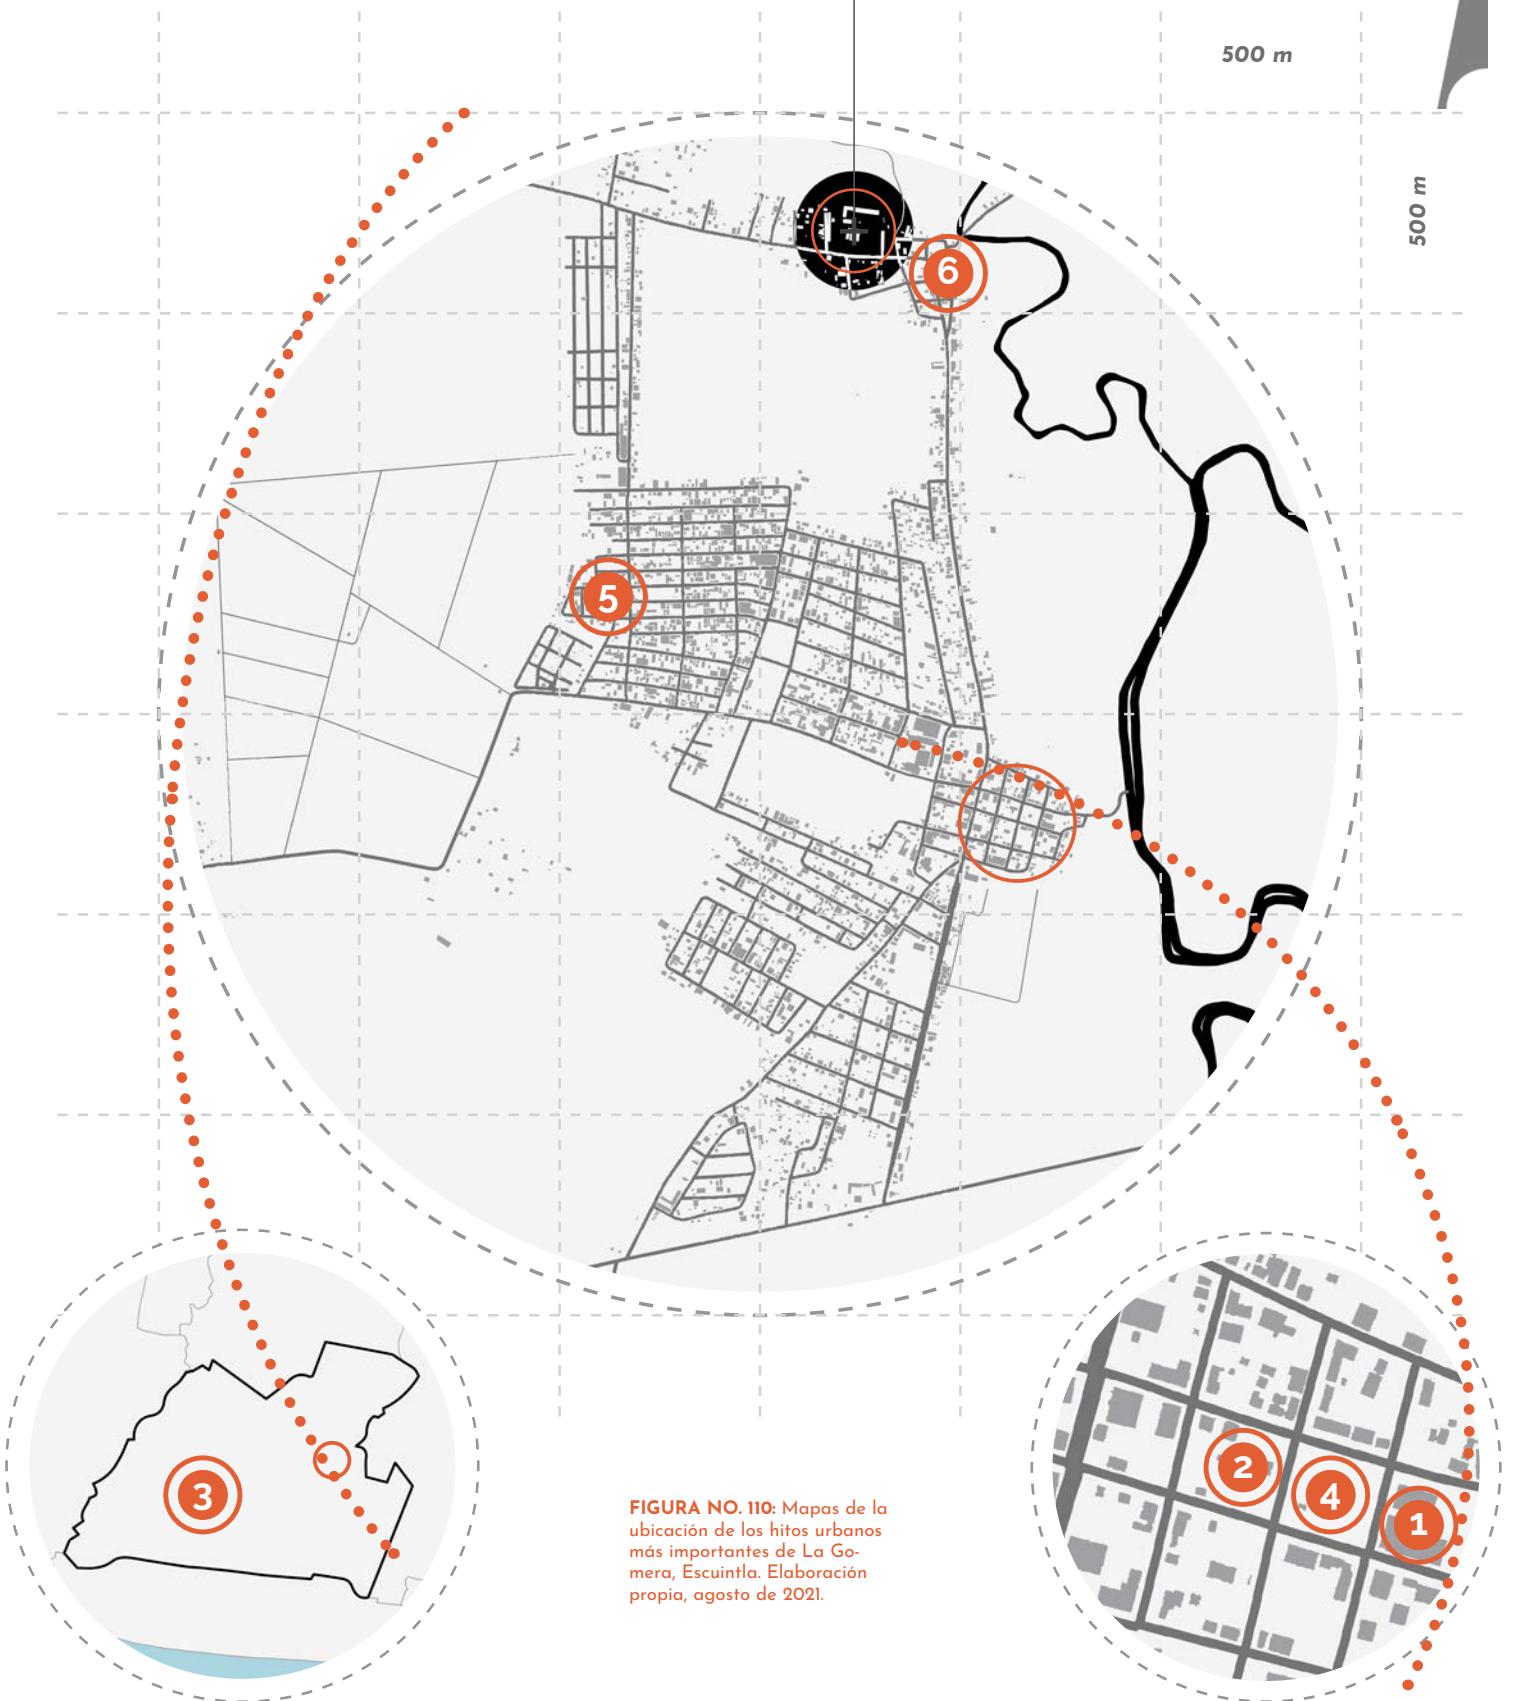 500 m
500 m
6
5
3
2
4
1
FIGURA NO. 110: Mapas de la
ubicación de los hitos urbanos
más importantes de La Go-
mera, Escuintla. Elaboración
propia, agosto de 2021.